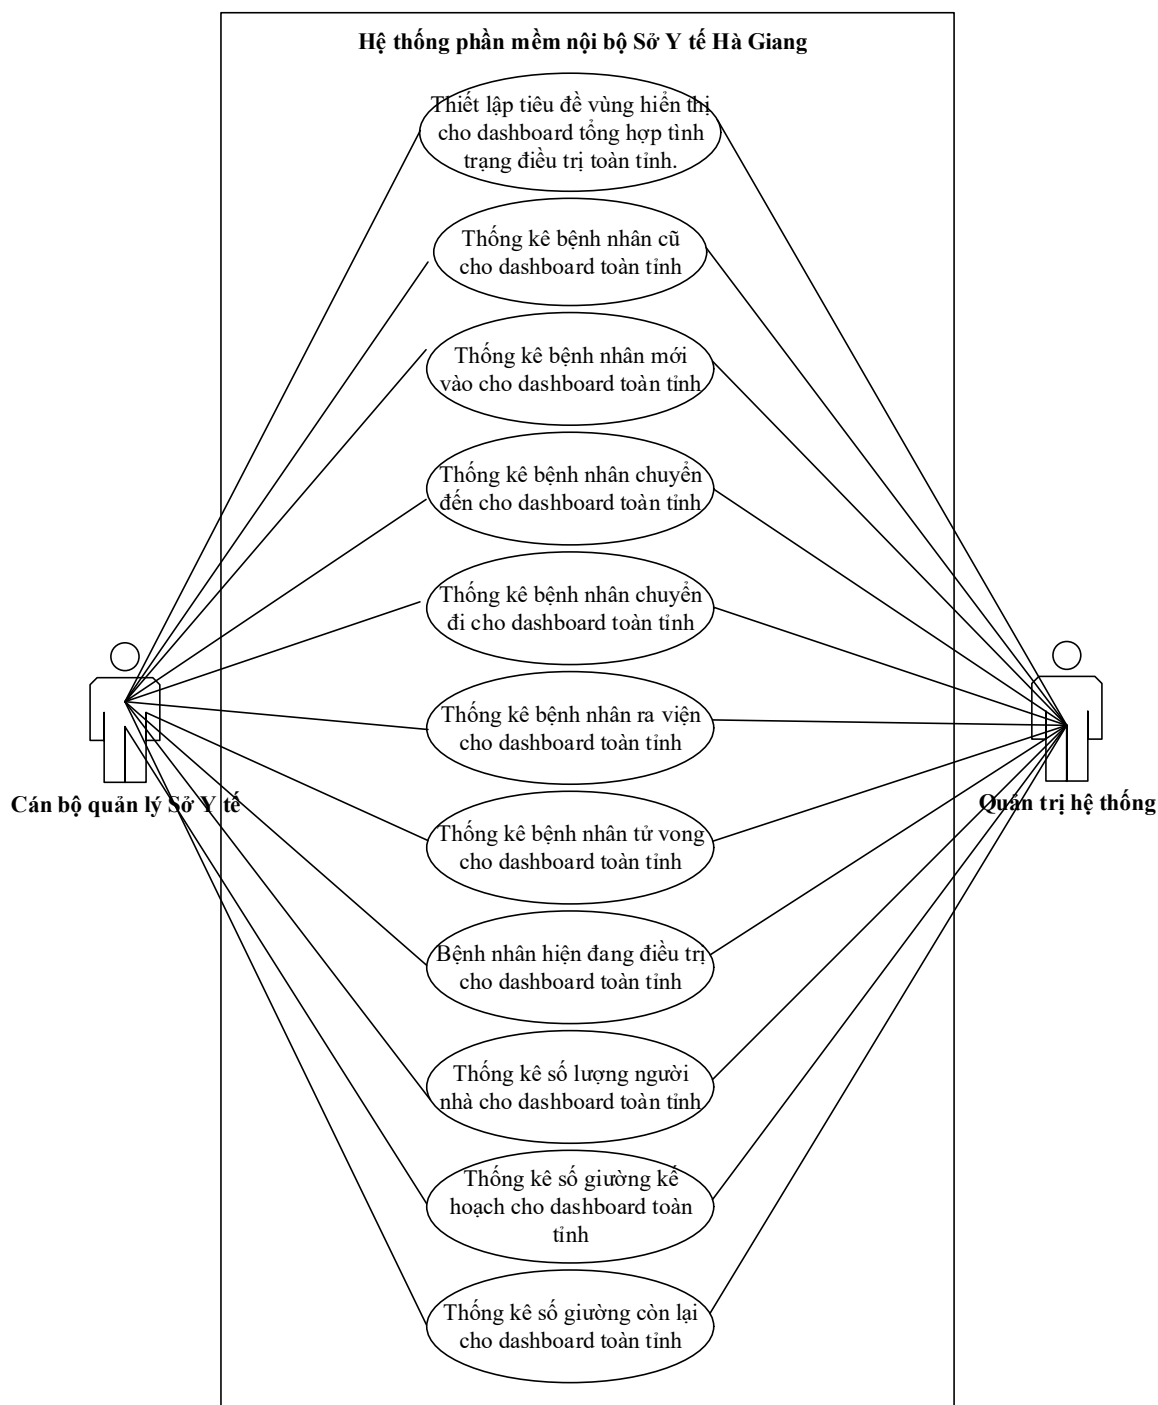 Hệ thống phần mềm nội bộ Sở Y tế Hà Giang
Thiết lập tiêu đề vùng hiển thị
cho dashboard tổng hợp tình
trạng điều trị toàn tỉnh.
Thống kê bệnh nhân cũ
cho dashboard toàn tỉnh
Thống kê bệnh nhân mới
vào cho dashboard toàn tỉnh
Thống kê bệnh nhân chuyển
đến cho dashboard toàn tỉnh
Thống kê bệnh nhân chuyển
đi cho dashboard toàn tỉnh
Thống kê bệnh nhân ra viện
cho dashboard toàn tỉnh
Cán bộ quản lý Sở Y tế
Quản trị hệ thống
Thống kê bệnh nhân tử vong
cho dashboard toàn tỉnh
Bệnh nhân hiện đang điều trị
cho dashboard toàn tỉnh
Thống kê số lượng người
nhà cho dashboard toàn tỉnh
Thống kê số giường kế
hoạch cho dashboard toàn
tỉnh
Thống kê số giường còn lại
cho dashboard toàn tỉnh